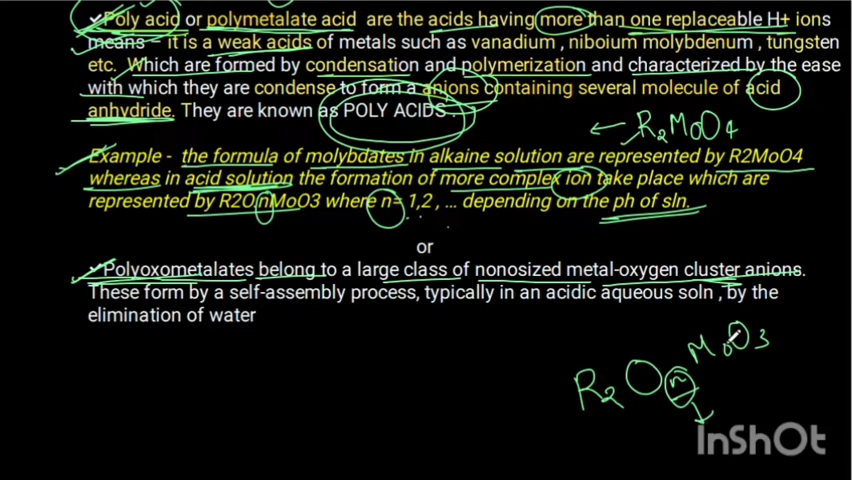 ✓Poly acid or polymetalate acid are the acids having more than one replaceable H+ ions
means – it is a weak acids of metals such as vanadium , niboium molybdenum , tungsten
etc. Which are formed by condensation and polymerization and characterized by the ease
with which they are condense to form a anions containing several molecule of acid
anhydride. They are known as POLY ACIDS .
← R2MoO4
Example - the formula of molybdates in alkaine solution are represented by R2MoO4
whereas in acid solution the formation of more complex ion take place which are
represented by R2O nMoO3 where n= 1,2 , ... depending on the ph of sln.
or
✓Polyoxometalates belong to a large class of nonosized metal-oxygen cluster anions.
These form by a self-assembly process, typically in an acidic aqueous soln , by the
elimination of water
R2 O n MoO3
InShOt